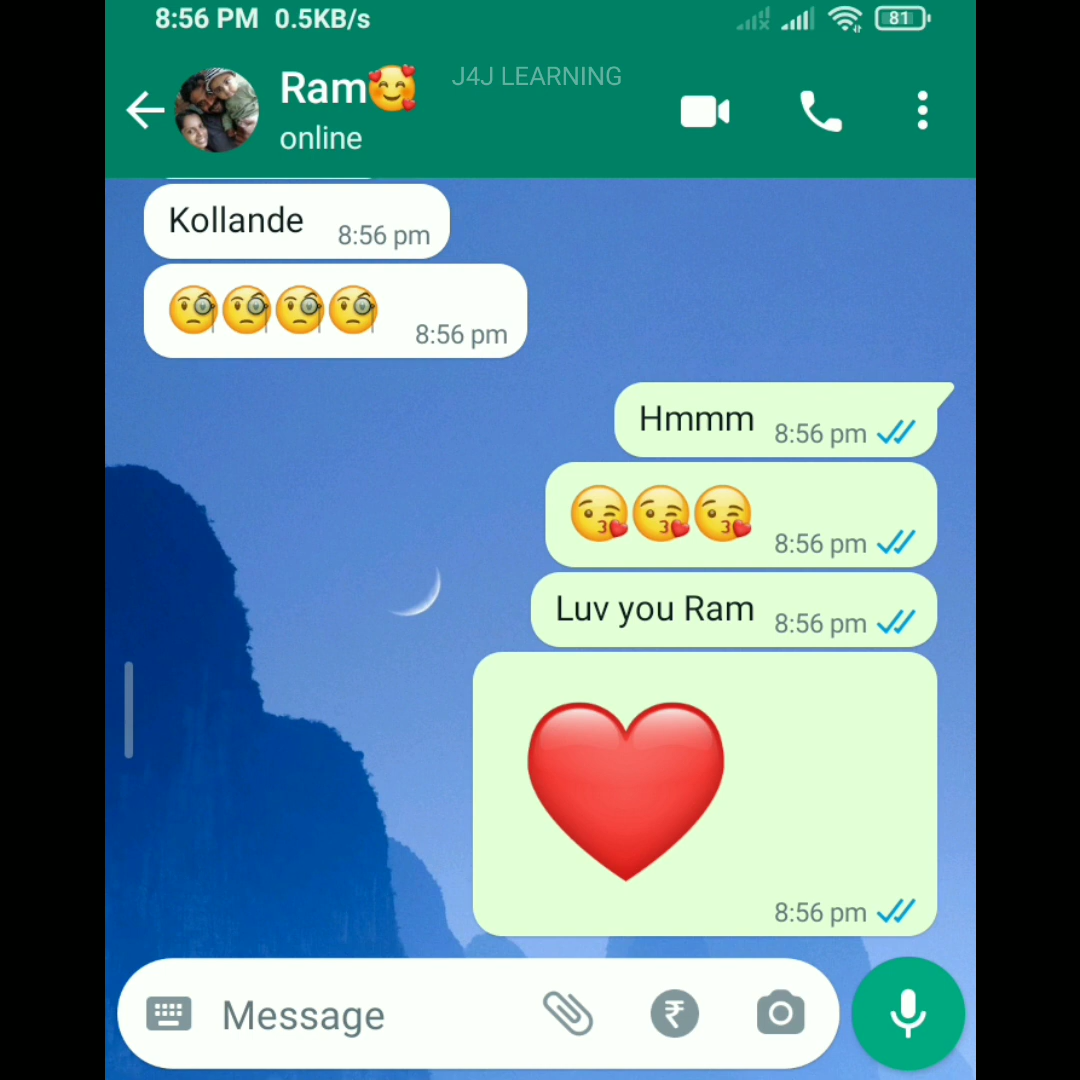 8:56 PM 0.5KB/s 81
Ram🥰 J4J LEARNING
online
Kollande 8:56 pm
🧐🧐🧐🧐 8:56 pm
Hmmm 8:56 pm
😘😘😘 8:56 pm
Luv you Ram 8:56 pm
❤️
8:56 pm
Message ₹